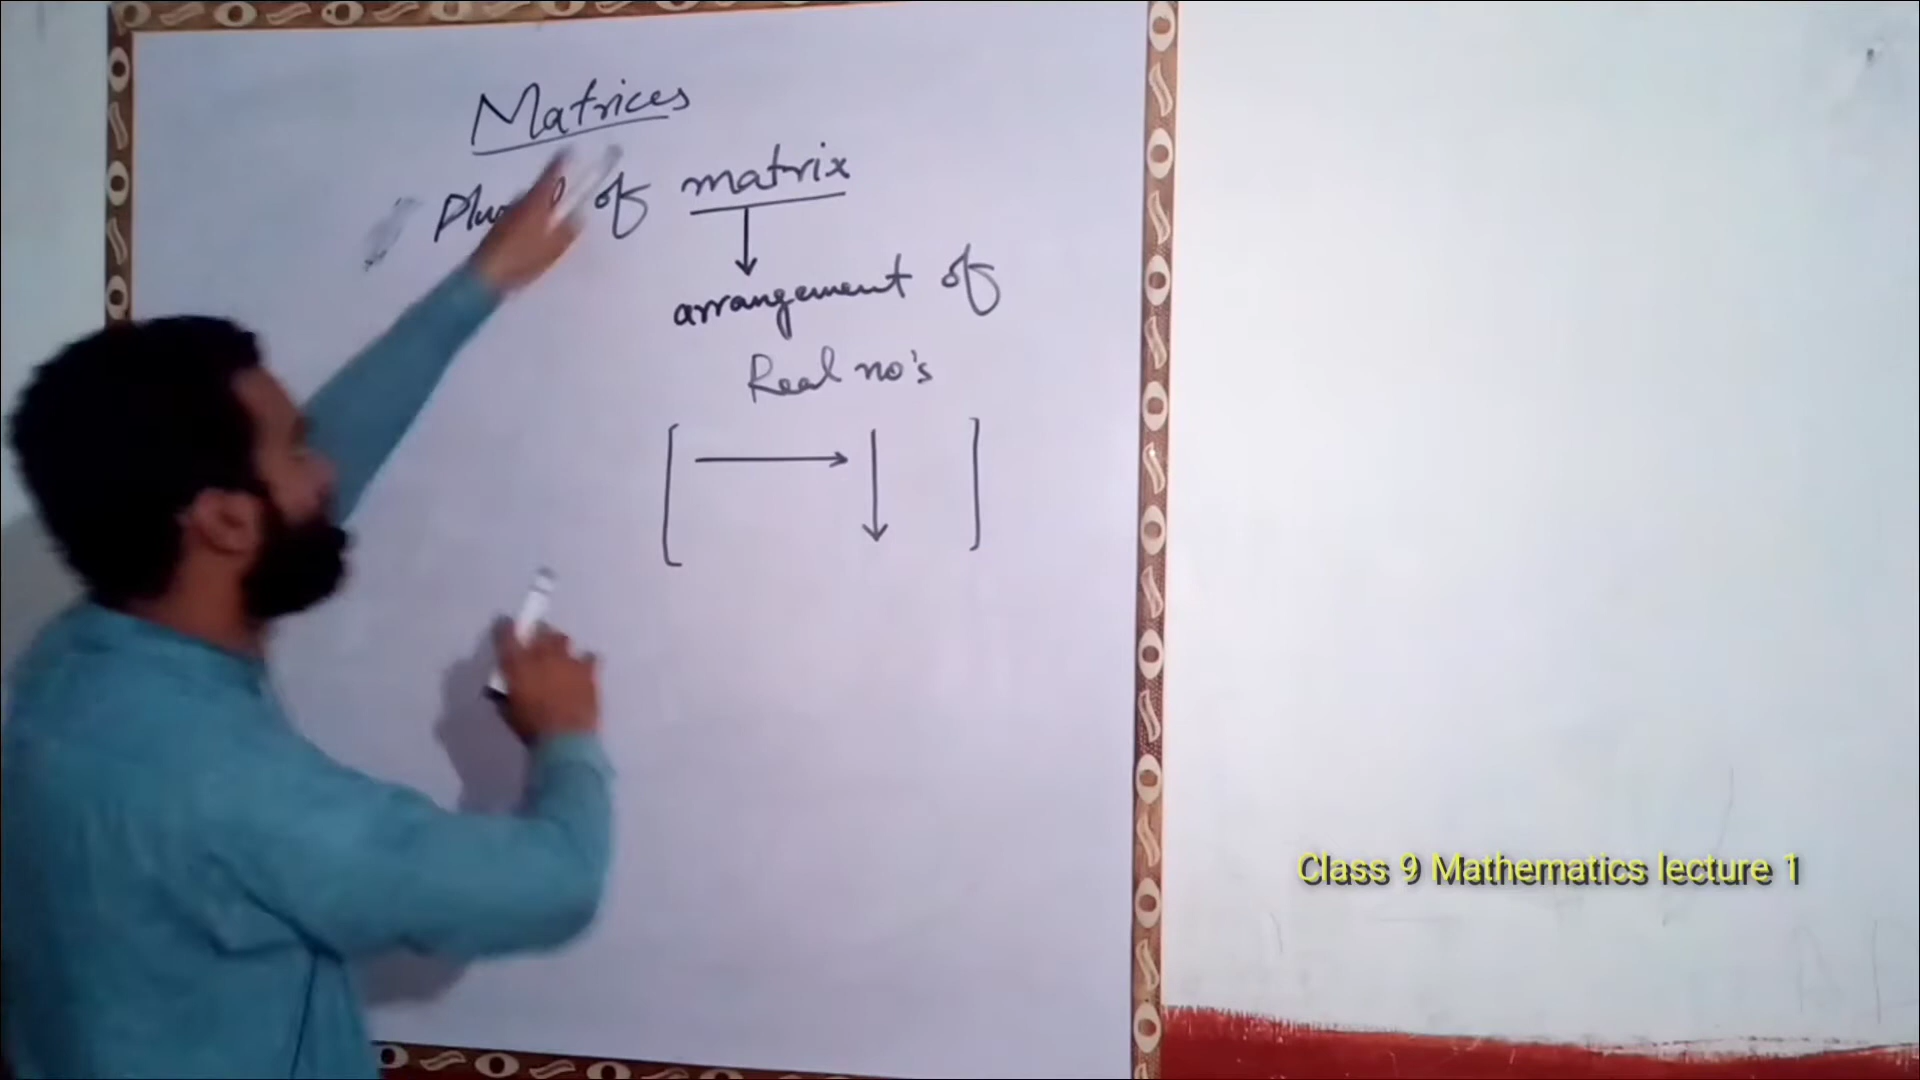 Matrices
of matrix
arrangement of
Real no's
Class 9 Mathematics lecture 1